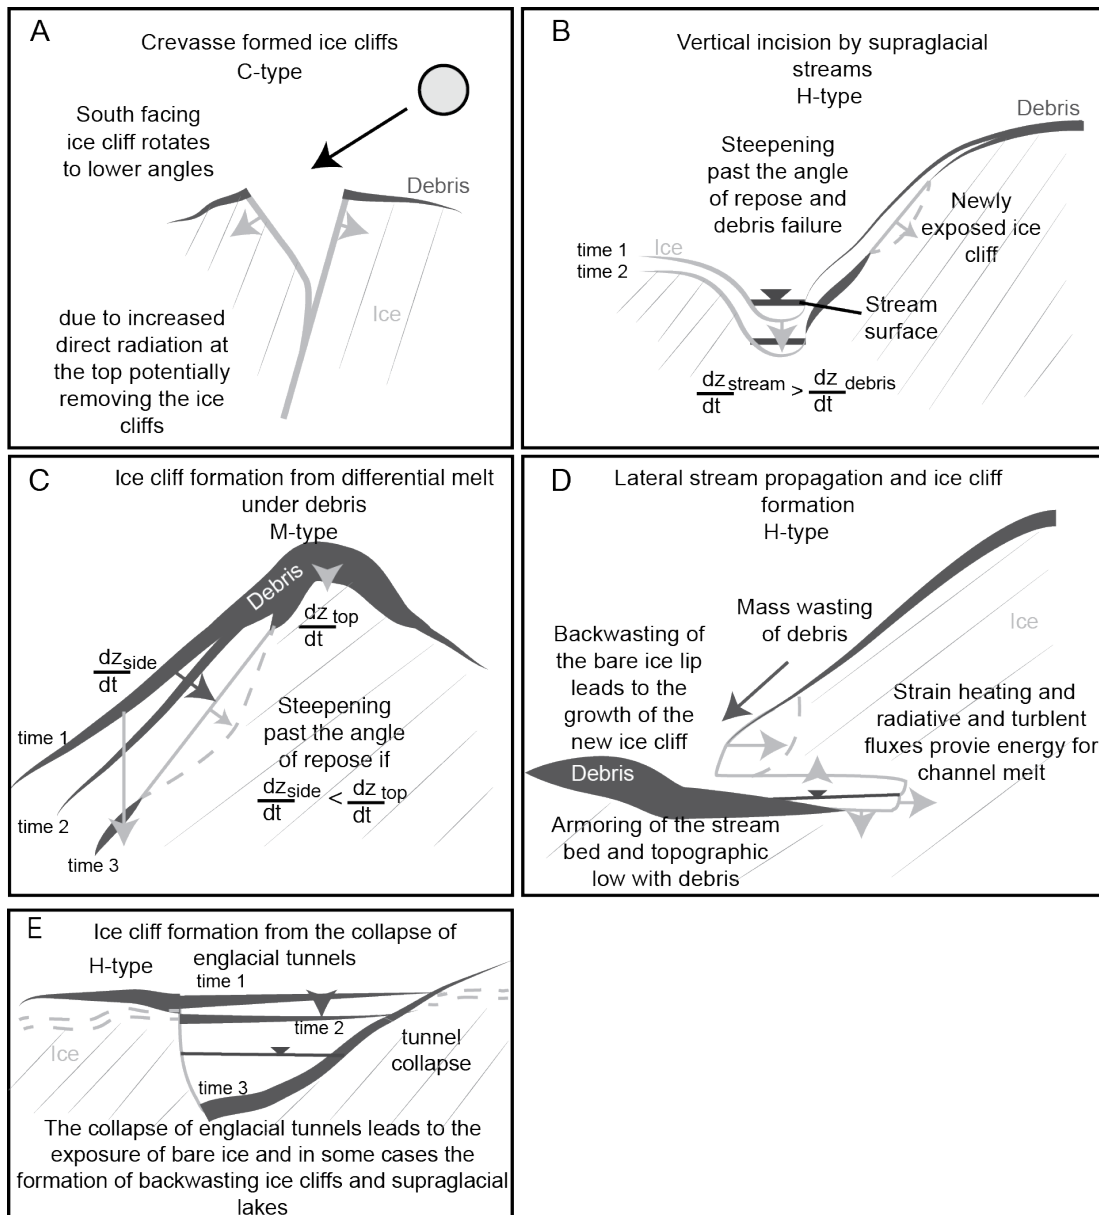 A
Crevasse formed ice cliffs
C-type
South facing
ice cliff rotates
to lower angles
Debris
Ice
due to increased
direct radiation at
the top potentially
removing the ice
cliffs
B
Vertical incision by supraglacial
streams
H-type
Debris
Steepening
past the angle
of repose and
debris failure
Newly
exposed ice
cliff
time 1
Ice
time 2
Stream
surface
dz/dt stream > dz/dt debris
C
Ice cliff formation from differential melt
under debris
M-type
Debris
dz/dt top
dz/dt side
Steepening
past the angle
of repose if
dz/dt side < dz/dt top
time 1
time 2
time 3
D
Lateral stream propagation and ice cliff
formation
H-type
Mass wasting
of debris
Ice
Backwasting of
the bare ice lip
leads to the
growth of the
new ice cliff
Strain heating and
radiative and turblent
fluxes provie energy for
channel melt
Debris
Armoring of the stream
bed and topographic
low with debris
E
Ice cliff formation from the collapse of
englacial tunnels
H-type
time 1
time 2
tunnel
collapse
Ice
time 3
The collapse of englacial tunnels leads to the
exposure of bare ice and in some cases the
formation of backwasting ice cliffs and supraglacial
lakes